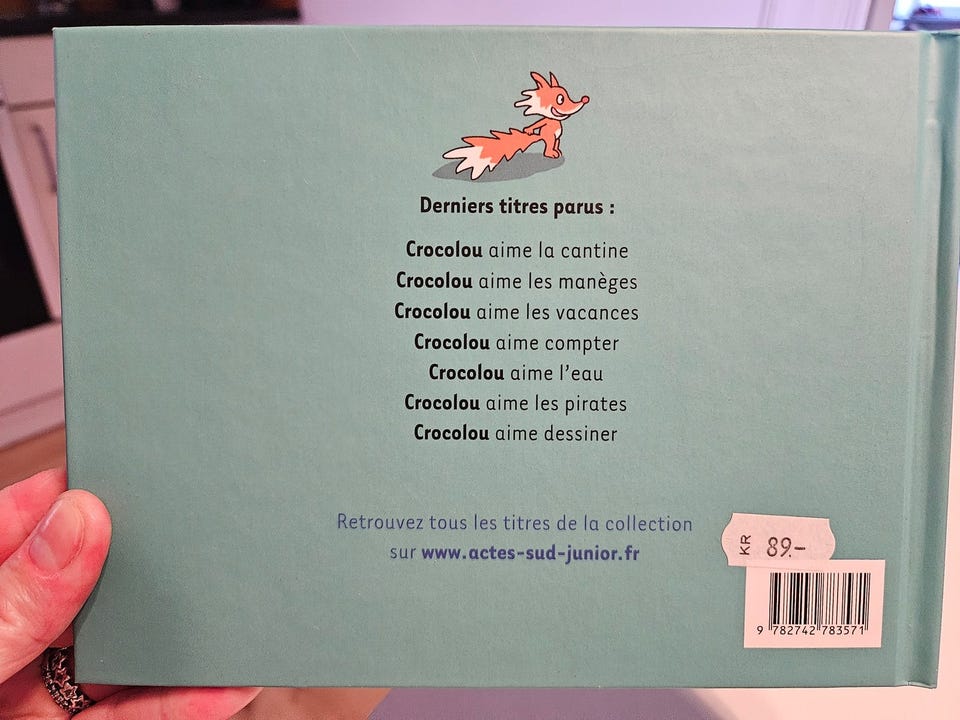 Derniers titres parus :
Crocolou aime la cantine
Crocolou aime les manèges
Crocolou aime les vacances
Crocolou aime compter
Crocolou aime l'eau
Crocolou aime les pirates
Crocolou aime dessiner
Retrouvez tous les titres de la collection
sur www.actes-sud-junior.fr
KR 89.-
9 782742 783571